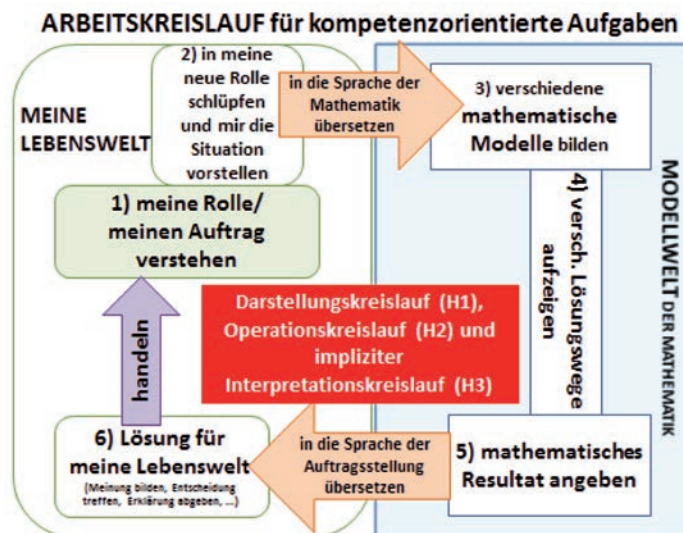 ARBEITSKREISLAUF für kompetenzorientierte Aufgaben
MEINE
LEBENSWELT
2) in meine
neue Rolle
schlüpfen
und mir die
Situation
vorstellen
in die Sprache der
Mathematik
übersetzen
3) verschiedene
mathematische
Modelle bilden
1) meine Rolle/
meinen Auftrag
verstehen
4) versch. Lösungswege
aufzeigen
MODELLWELT DER MATHEMATIK
handeln
Darstellungskreislauf (H1),
Operationskreislauf (H2) und
impliziter
Interpretationskreislauf (H3)
6) Lösung für
meine Lebenswelt
(Meinung bilden, Entscheidung
treffen, Erklärung abgeben, ...)
in die Sprache der
Auftragsstellung
übersetzen
5) mathematisches
Resultat angeben